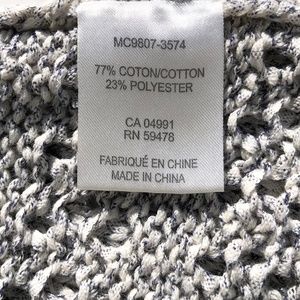 MC9807-3574
77% COTON/COTTON
23% POLYESTER
CA 04991
RN 59478
FABRIQUÉ EN CHINE
MADE IN CHINA